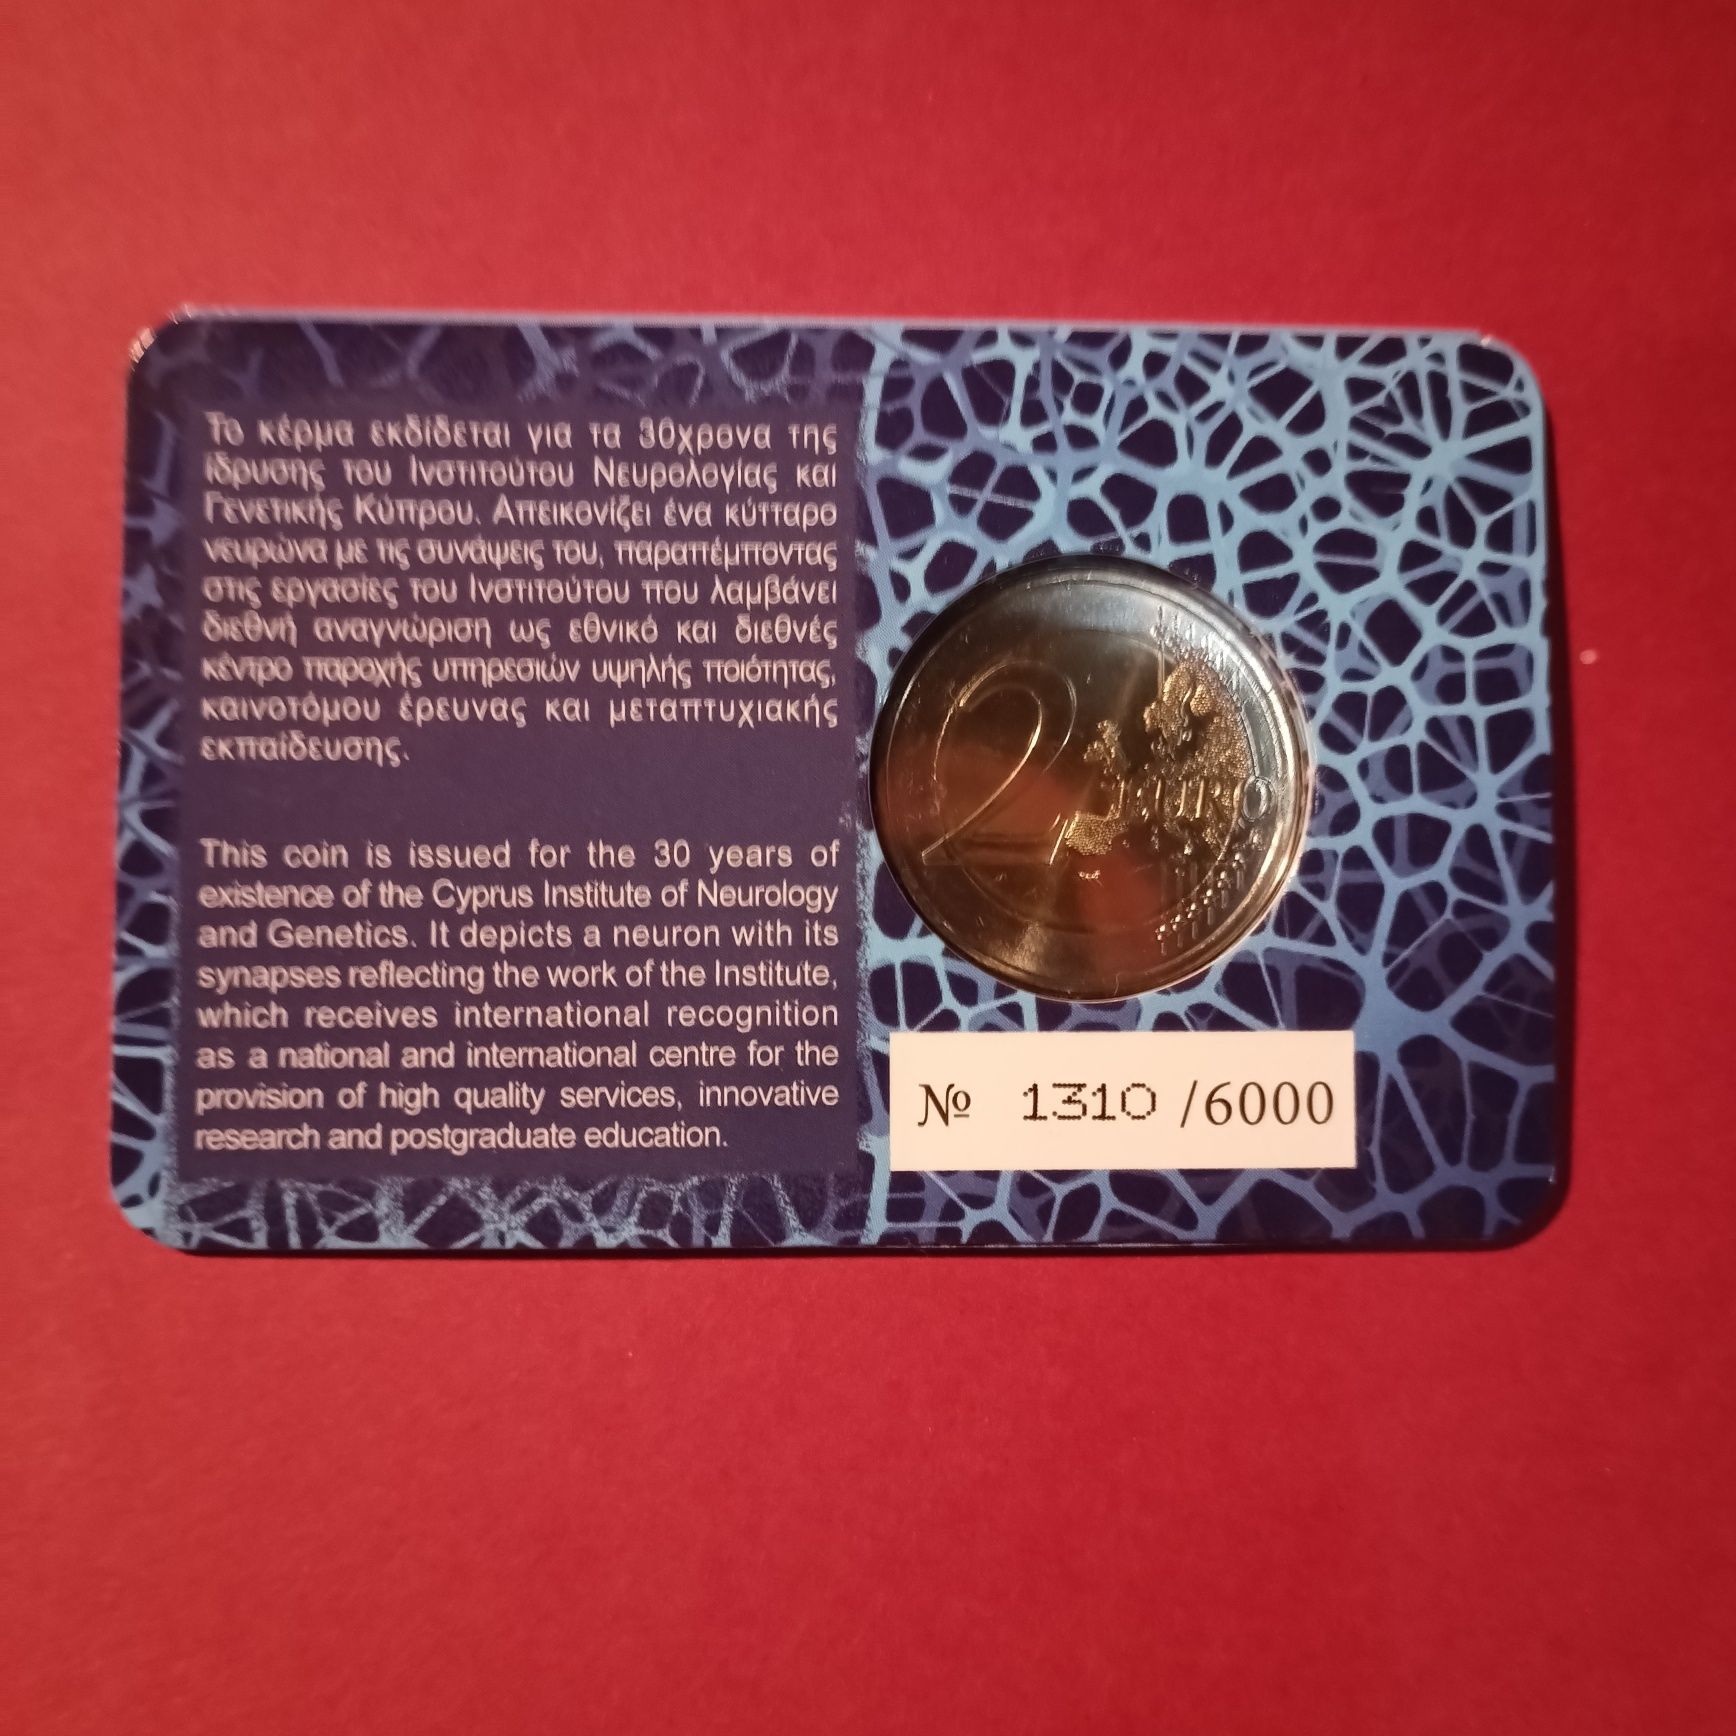 Το κέρμα εκδίδεται για τα 30χρονα της
ίδρυσης του Ινστιτούτου Νευρολογίας και
Γενετικής Κύπρου. Απεικονίζει ένα κύτταρο
νευρώνα με τις συνάψεις του, παραπέμποντας
στις εργασίες του Ινστιτούτου που λαμβάνει
διεθνή αναγνώριση ως εθνικό και διεθνές
κέντρο παροχής υπηρεσιών υψηλής ποιότητας,
καινοτόμου έρευνας και μεταπτυχιακής
εκπαίδευσης.
This coin is issued for the 30 years of
existence of the Cyprus Institute of Neurology
and Genetics. It depicts a neuron with its
synapses reflecting the work of the Institute,
which receives international recognition
as a national and international centre for the
provision of high quality services, innovative
research and postgraduate education.
2 EURO
№ 1310 /6000